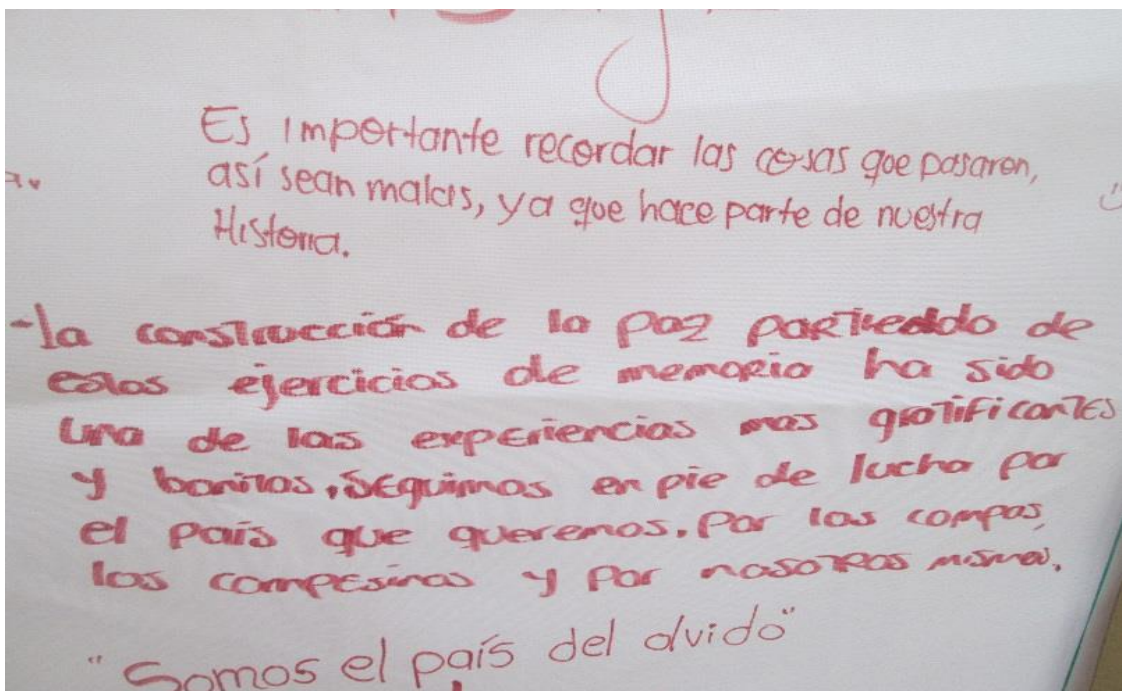 Es importante recordar las cosas que pasaron,
así sean malas, ya que hace parte de nuestra
Historia.
-la construcción de la paz partiendo de
estos ejercicios de memoria ha sido
una de las experiencias mas gratificantes
y bonitas, seguimos en pie de lucha por
el país que queremos. Por los compas,
los campesinos y por nosotros mismos.
"Somos el país del olvido"